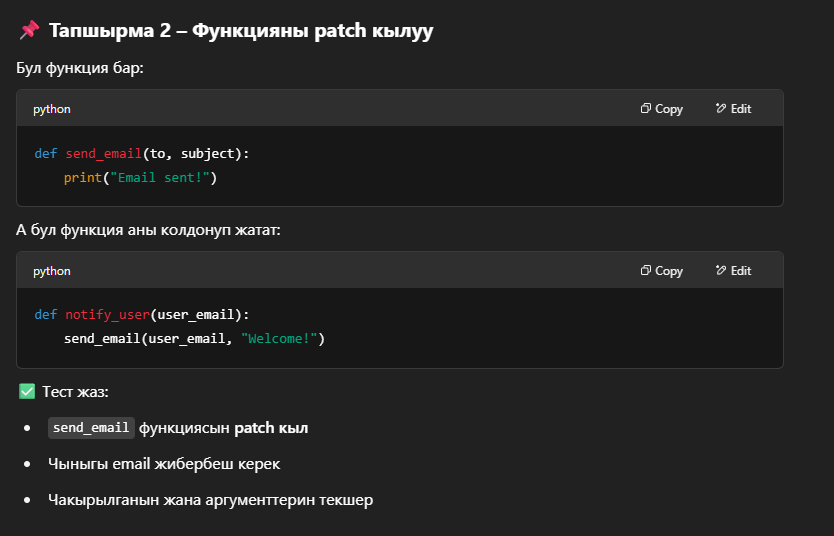 📌 Тапшырма 2 – Функцияны patch кылуу
Бул функция бар:
python
Copy
Edit
def send_email(to, subject):
    print("Email sent!")
А бул функция аны колдонуп жатат:
python
Copy
Edit
def notify_user(user_email):
    send_email(user_email, "Welcome!")
✅ Тест жаз:
• send_email функциясын patch кыл
• Чыныгы email жибербеш керек
• Чакырылганын жана аргументтерин текшер